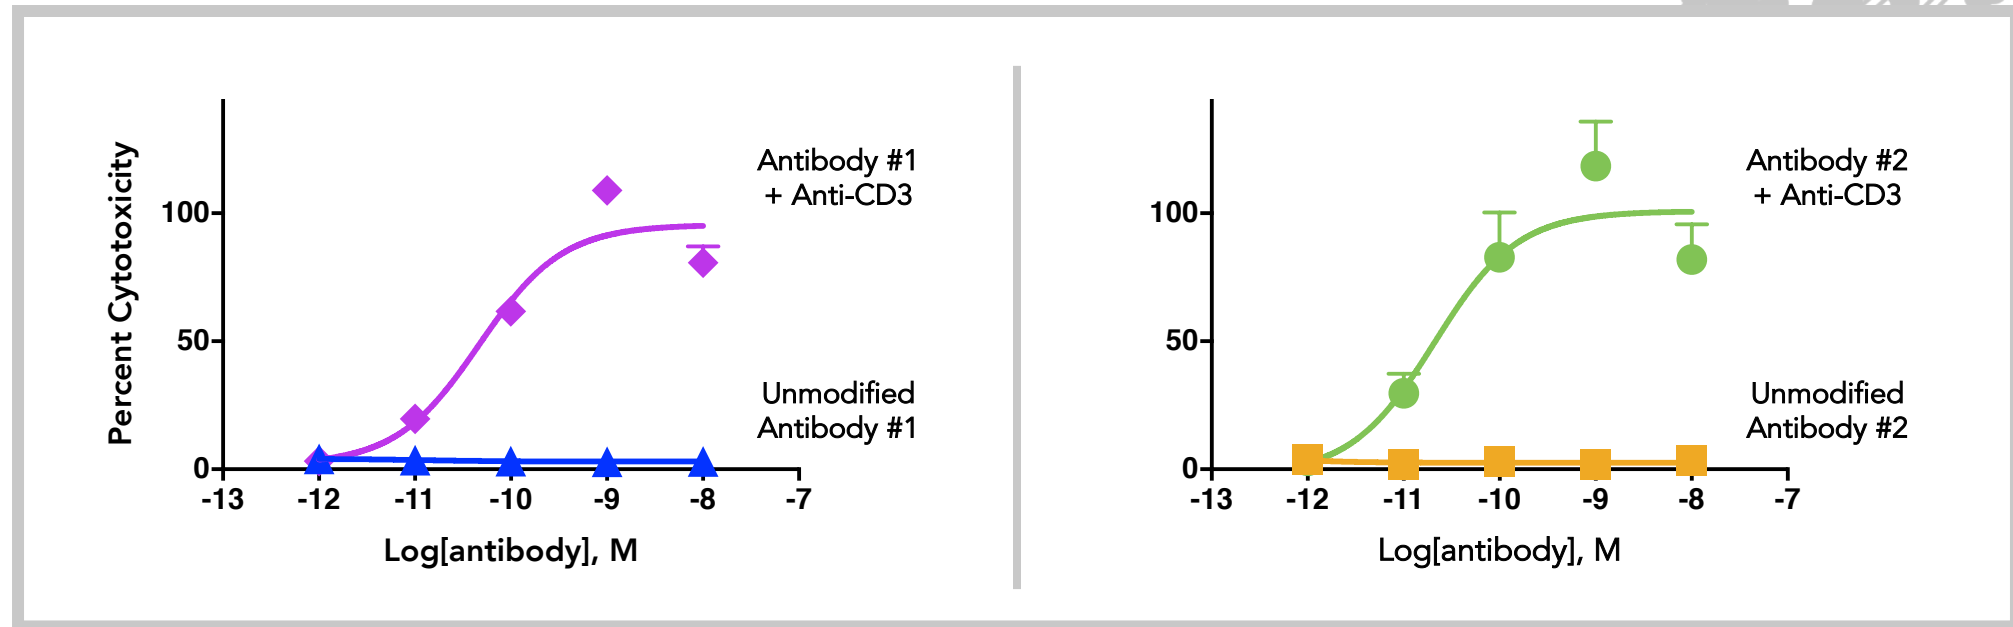 Percent Cytotoxicity
100
50
0
-13
-12
-11
-10
-9
-8
-7
Log[antibody], M
Antibody #1
+ Anti-CD3
Unmodified
Antibody #1
100
50
0
-13
-12
-11
-10
-9
-8
-7
Log[antibody], M
Antibody #2
+ Anti-CD3
Unmodified
Antibody #2